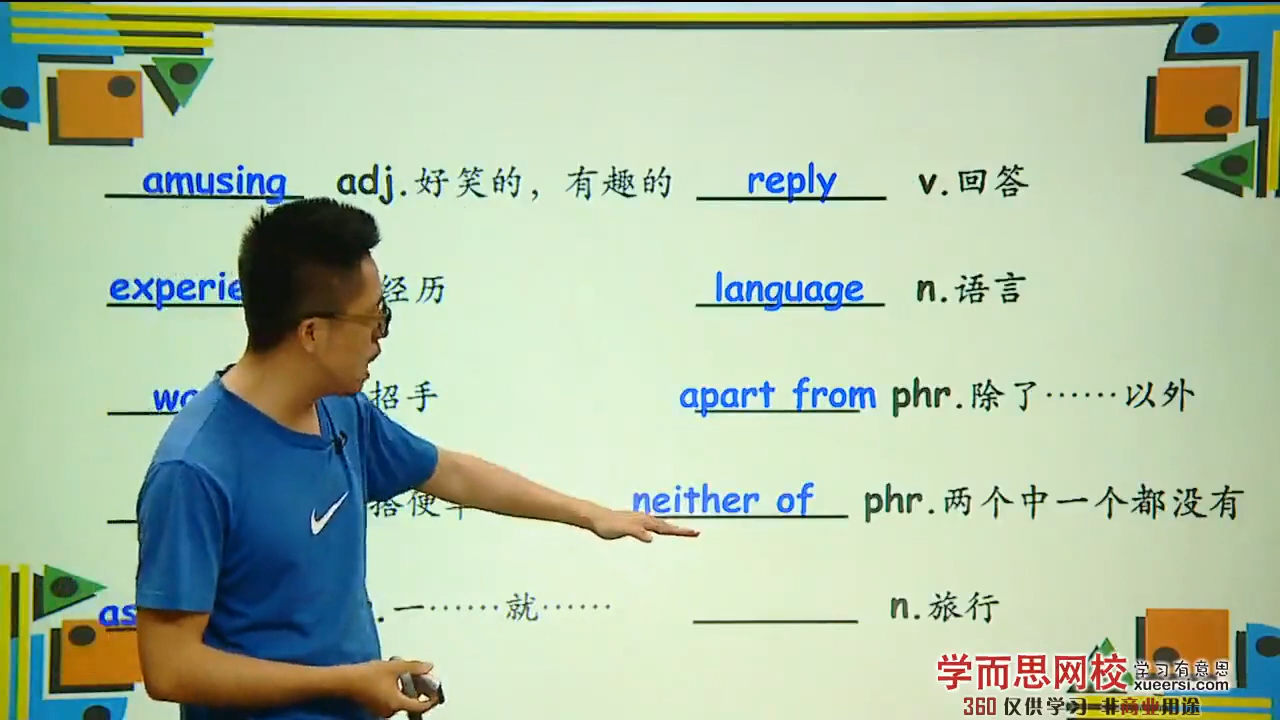 amusing adj.好笑的，有趣的 reply v.回答
经历 language n.语言
招手 apart from phr.除了……以外
搭便车 neither of phr.两个中一个都没有
一……就…… n.旅行
学而思网校 学习有意思
xueersi.com
360 仅供学习 非商业用途